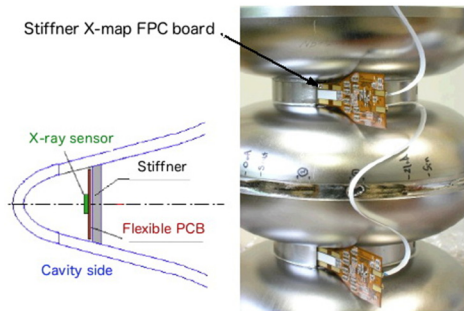 Stiffner X-map FPC board
X-ray sensor
Stiffner
Flexible PCB
Cavity side